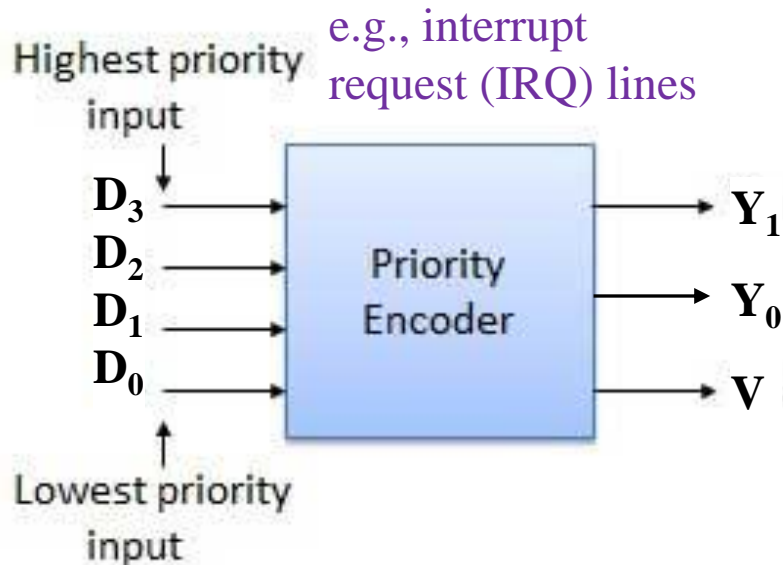 e.g., interrupt
request (IRQ) lines
Highest priority
input
D₃
D₂
D₁
D₀
Priority
Encoder
Y₁
Y₀
V
Lowest priority
input